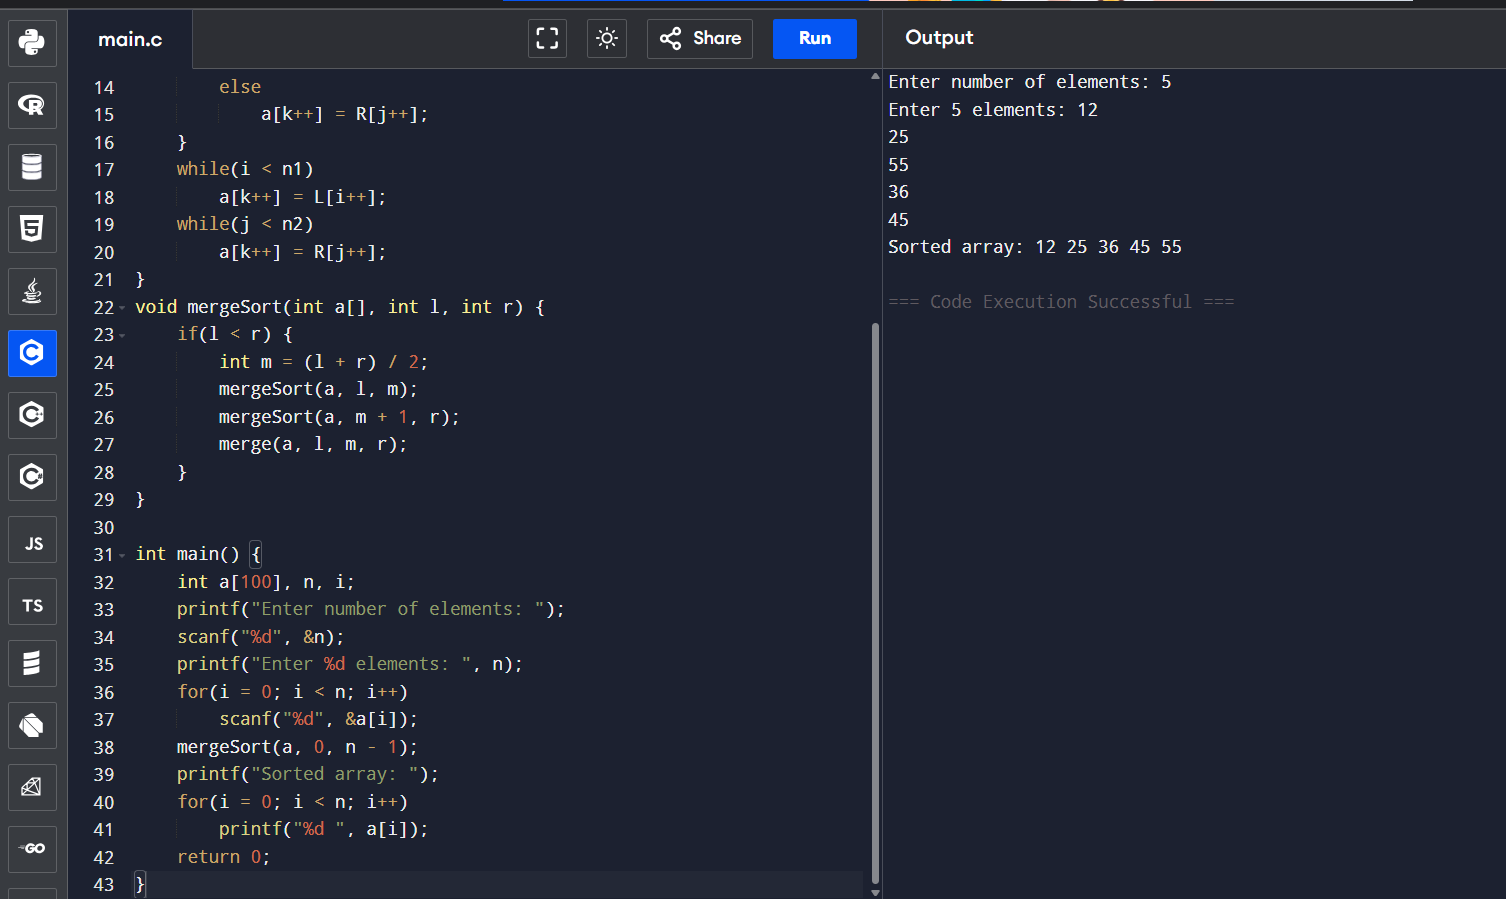 main.c
Share
Run
Output
14 else
15 a[k++] = R[j++];
16 }
17 while(i < n1)
18 a[k++] = L[i++];
19 while(j < n2)
20 a[k++] = R[j++];
21 }
22 void mergeSort(int a[], int l, int r) {
23 if(l < r) {
24 int m = (l + r) / 2;
25 mergeSort(a, l, m);
26 mergeSort(a, m + 1, r);
27 merge(a, l, m, r);
28 }
29 }
30
31 int main() {
32 int a[100], n, i;
33 printf("Enter number of elements: ");
34 scanf("%d", &n);
35 printf("Enter %d elements: ", n);
36 for(i = 0; i < n; i++)
37 scanf("%d", &a[i]);
38 mergeSort(a, 0, n - 1);
39 printf("Sorted array: ");
40 for(i = 0; i < n; i++)
41 printf("%d ", a[i]);
42 return 0;
43 }
Enter number of elements: 5
Enter 5 elements: 12
25
55
36
45
Sorted array: 12 25 36 45 55
=== Code Execution Successful ===
R
5
C
C
C
JS
TS
GO